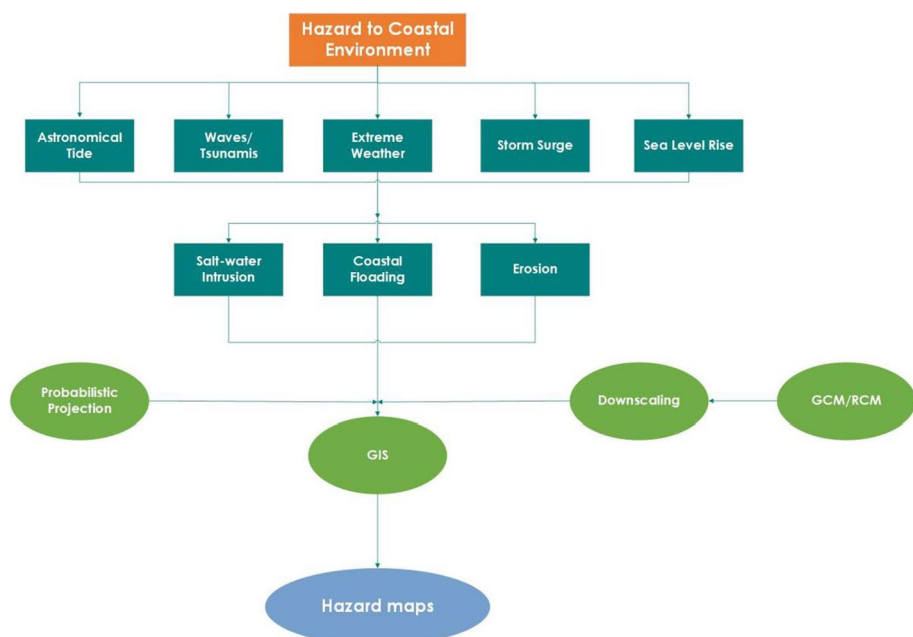 Hazard to Coastal
Environment
Astronomical
Tide
Waves/
Tsunamis
Extreme
Weather
Storm Surge
Sea Level Rise
Salt-water
Intrusion
Coastal
Floading
Erosion
Probabilistic
Projection
Downscaling
GCM/RCM
GIS
Hazard maps